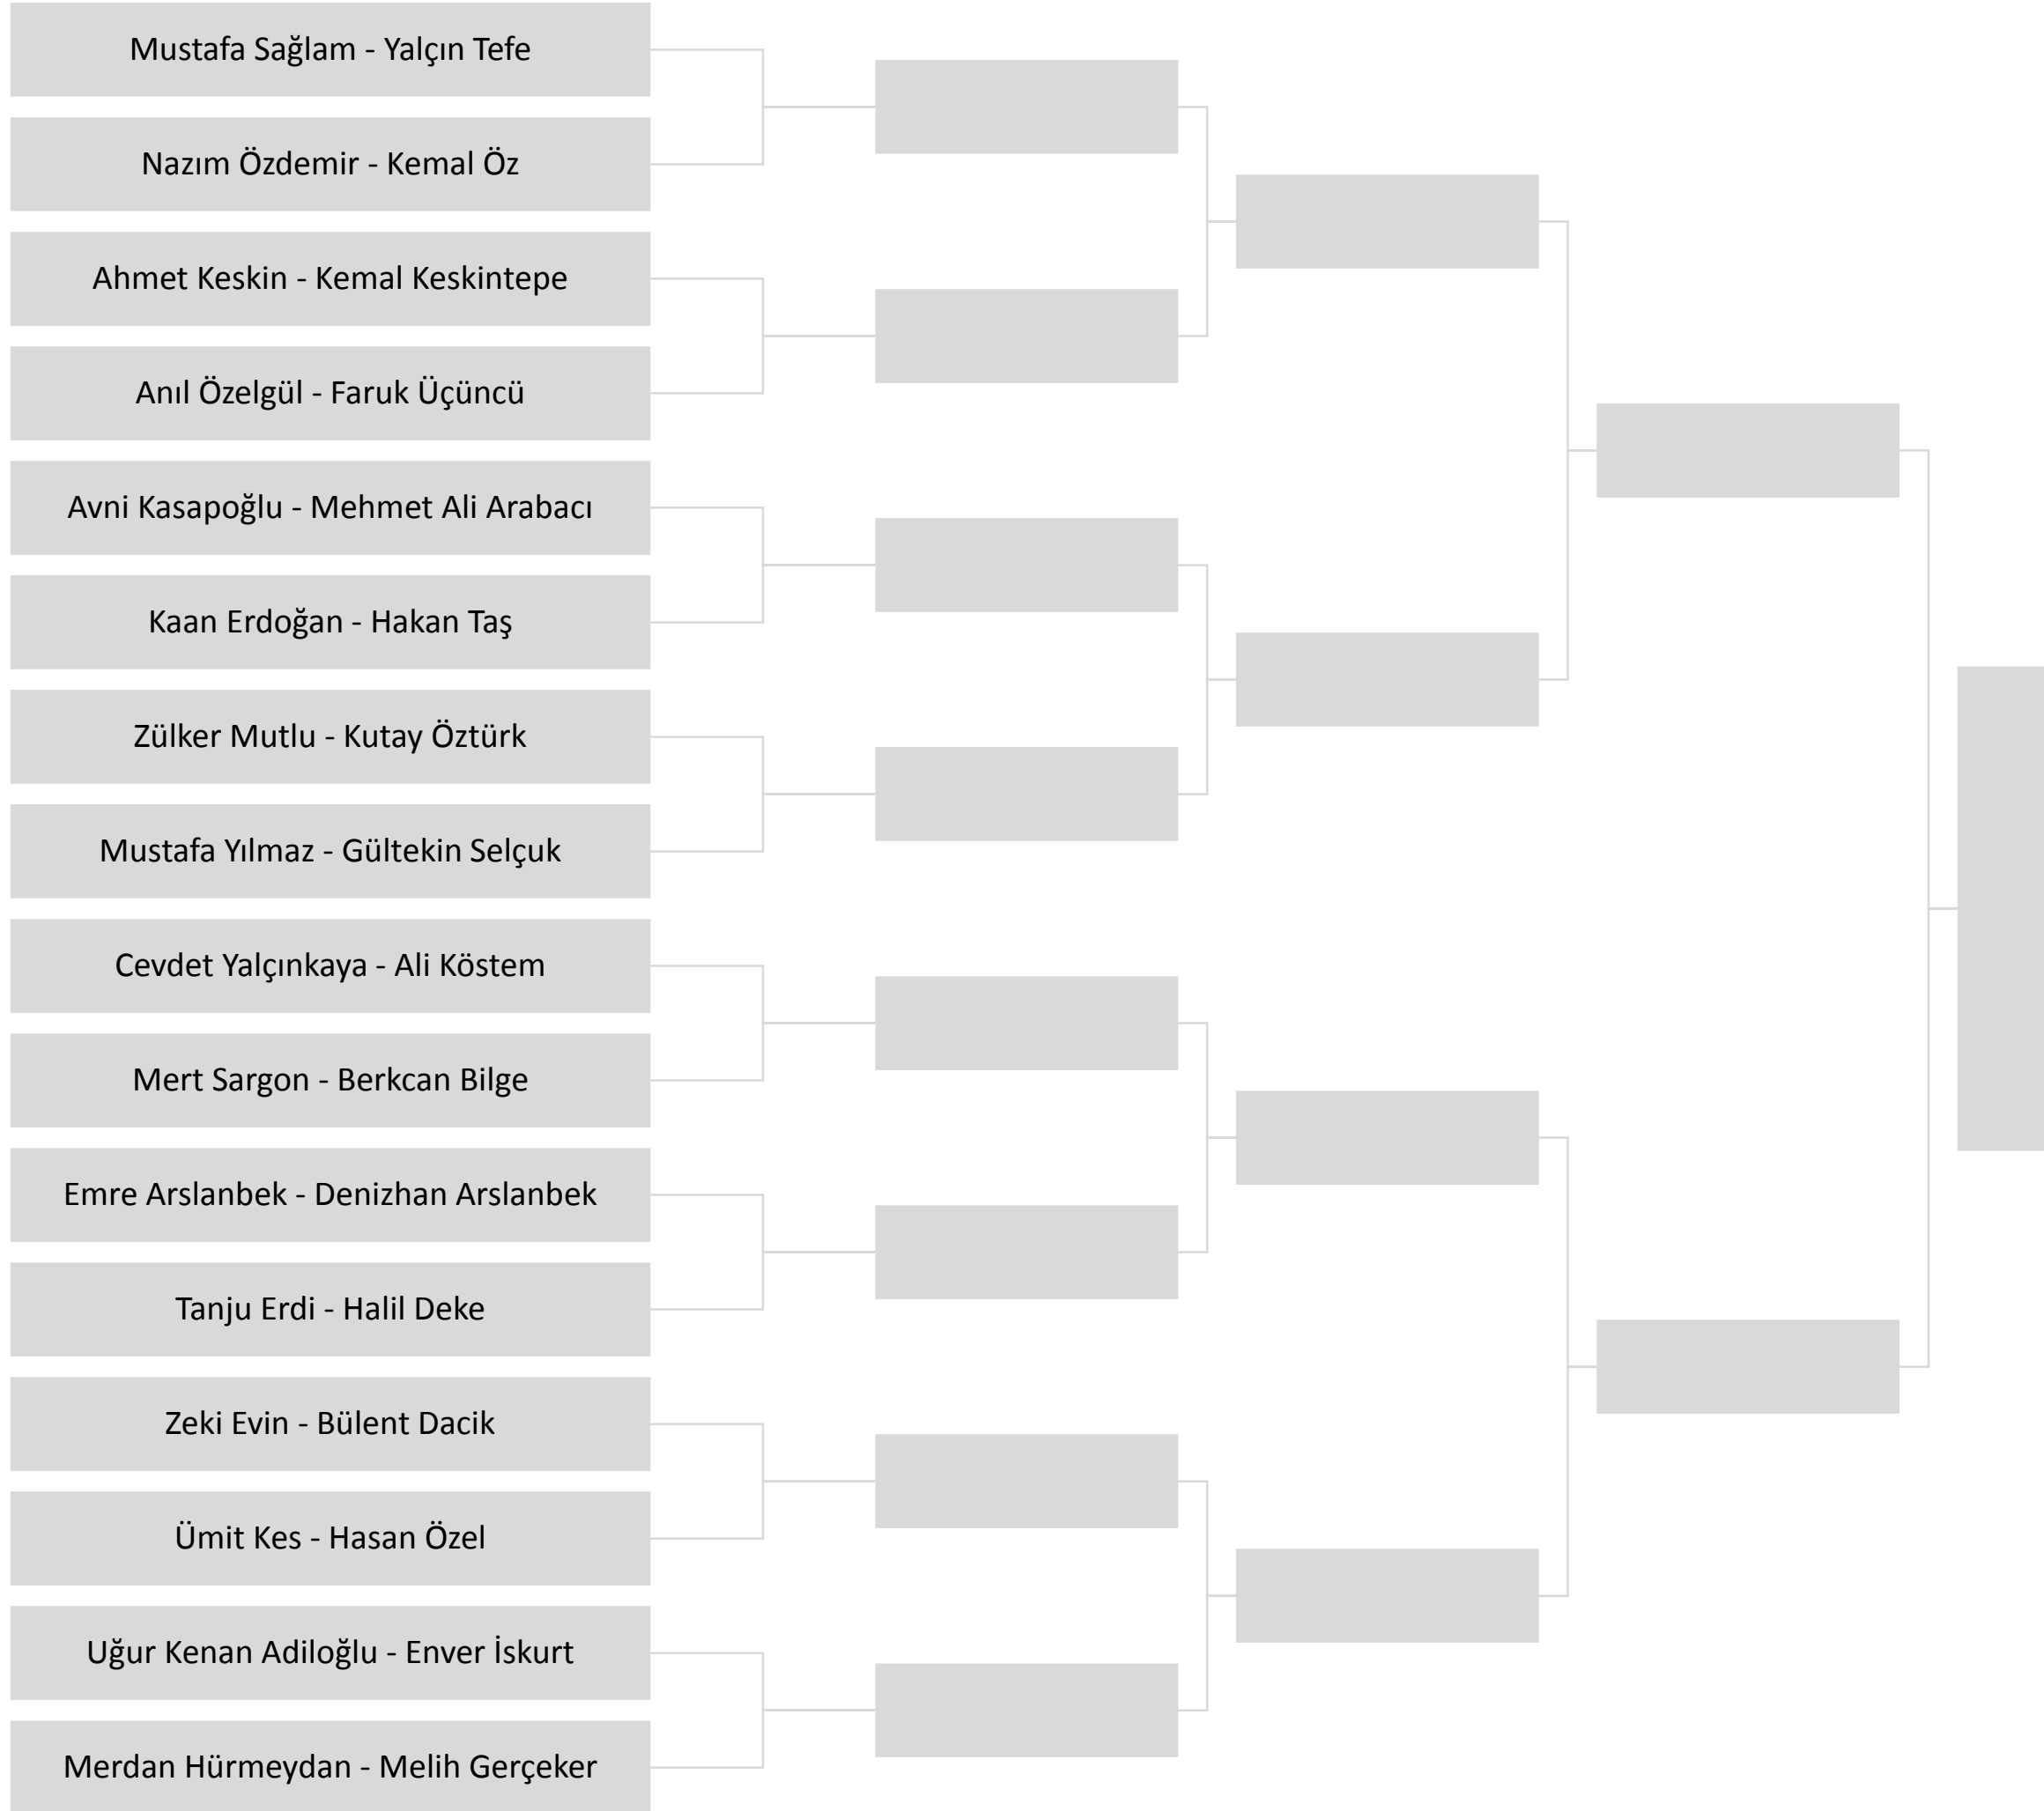 Mustafa Sağlam - Yalçın Tefe
Nazım Özdemir - Kemal Öz
Ahmet Keskin - Kemal Keskintepe
Anıl Özelgül - Faruk Üçüncü
Avni Kasapoğlu - Mehmet Ali Arabacı
Kaan Erdoğan - Hakan Taş
Zülker Mutlu - Kutay Öztürk
Mustafa Yılmaz - Gültekin Selçuk
Cevdet Yalçınkaya - Ali Köstem
Mert Sargon - Berkcan Bilge
Emre Arslanbek - Denizhan Arslanbek
Tanju Erdi - Halil Deke
Zeki Evin - Bülent Dacik
Ümit Kes - Hasan Özel
Uğur Kenan Adiloğlu - Enver İskurt
Merdan Hürmeydan - Melih Gerçeker